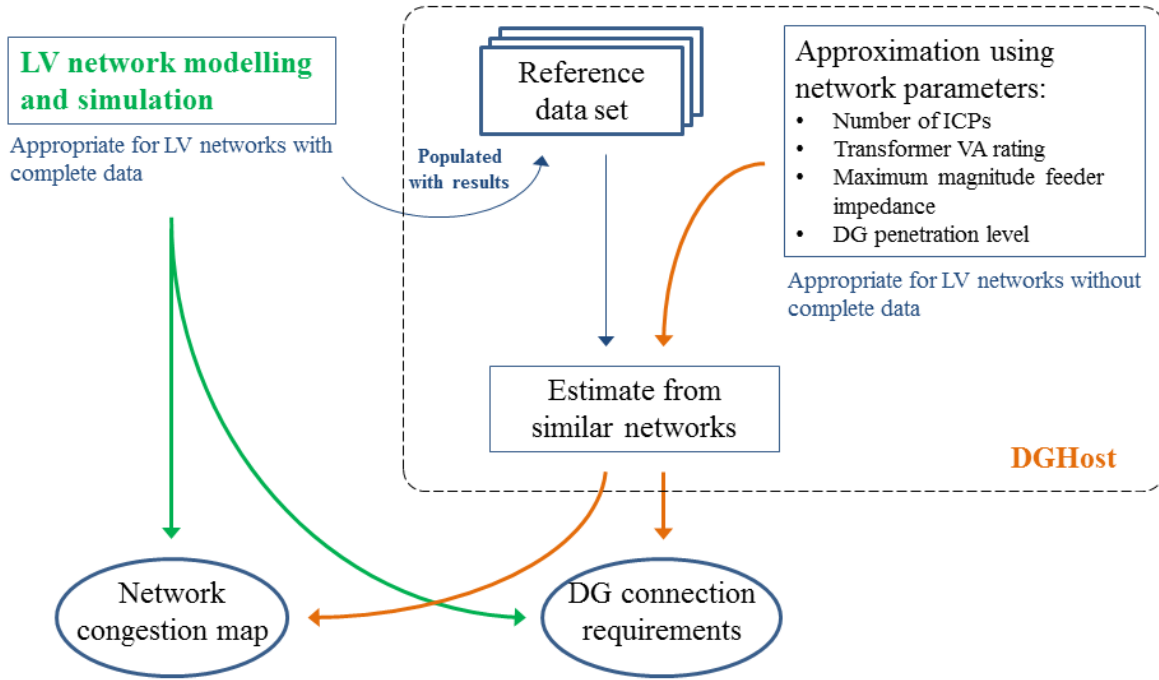 LV network modelling
and simulation
Appropriate for LV networks with
complete data
Populated
with results
Reference
data set
Approximation using
network parameters:
• Number of ICPs
• Transformer VA rating
• Maximum magnitude feeder
impedance
• DG penetration level
Appropriate for LV networks without
complete data
Estimate from
similar networks
DGHost
Network
congestion map
DG connection
requirements